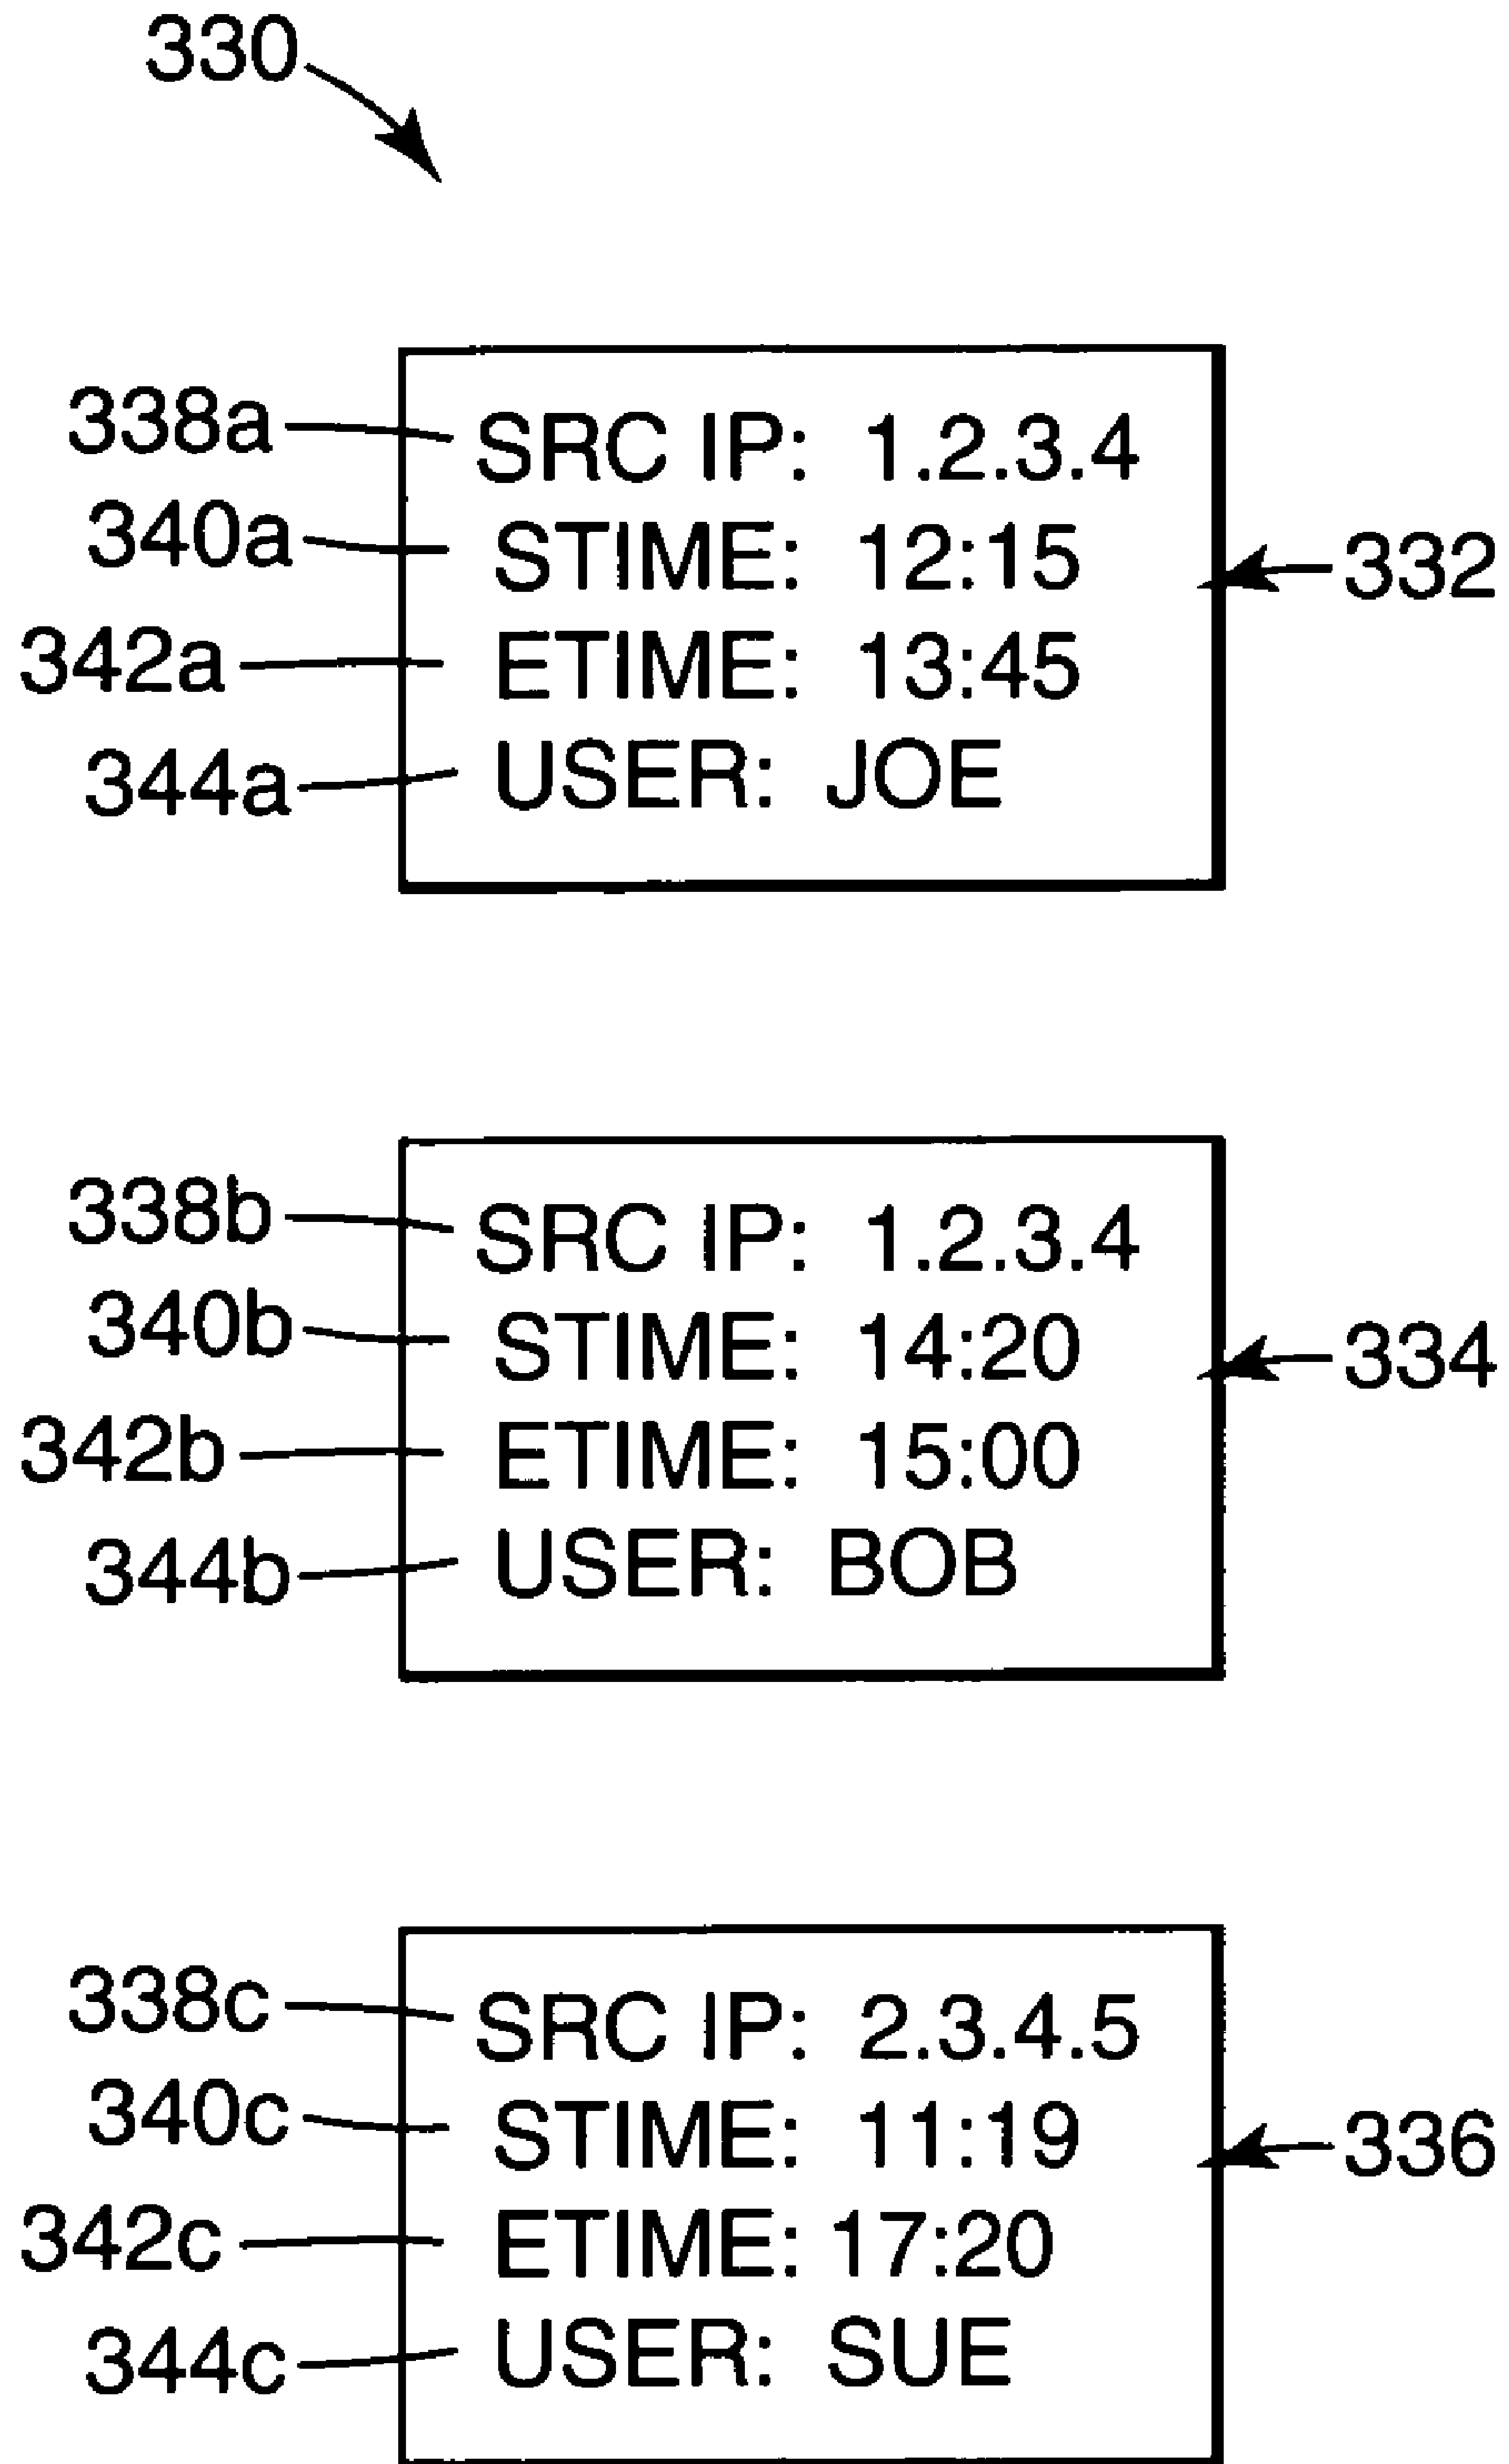 330
338a SRC IP: 1.2.3.4
340a STIME: 12:15
332
342a ETIME: 13:45
344a USER: JOE
338b SRC IP: 1.2.3.4
340b STIME: 14:20
334
342b ETIME: 15:00
344b USER: BOB
338c SRC IP: 2.3.4.5
340c STIME: 11:19
336
342c ETIME: 17:20
344c USER: SUE